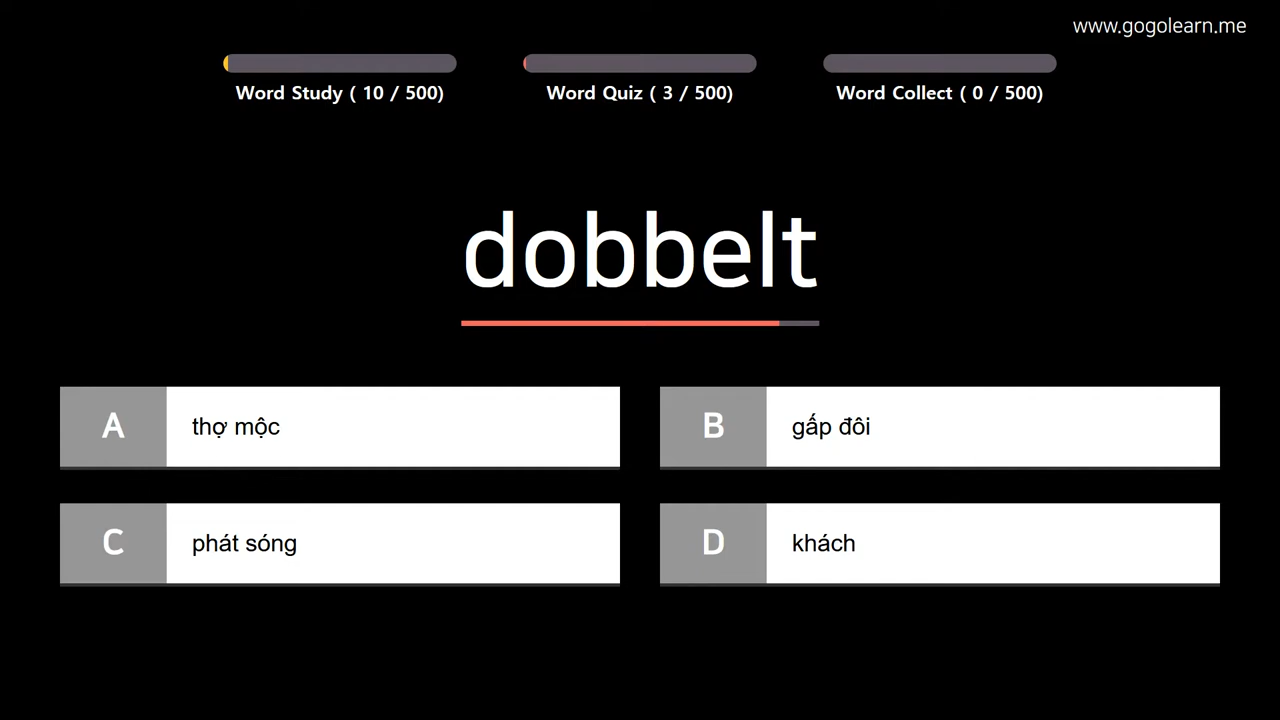 www.gogolearn.me
Word Study ( 10 / 500)
Word Quiz ( 3 / 500)
Word Collect ( 0 / 500)
dobbelt
A thợ mộc
B gấp đôi
C phát sóng
D khách